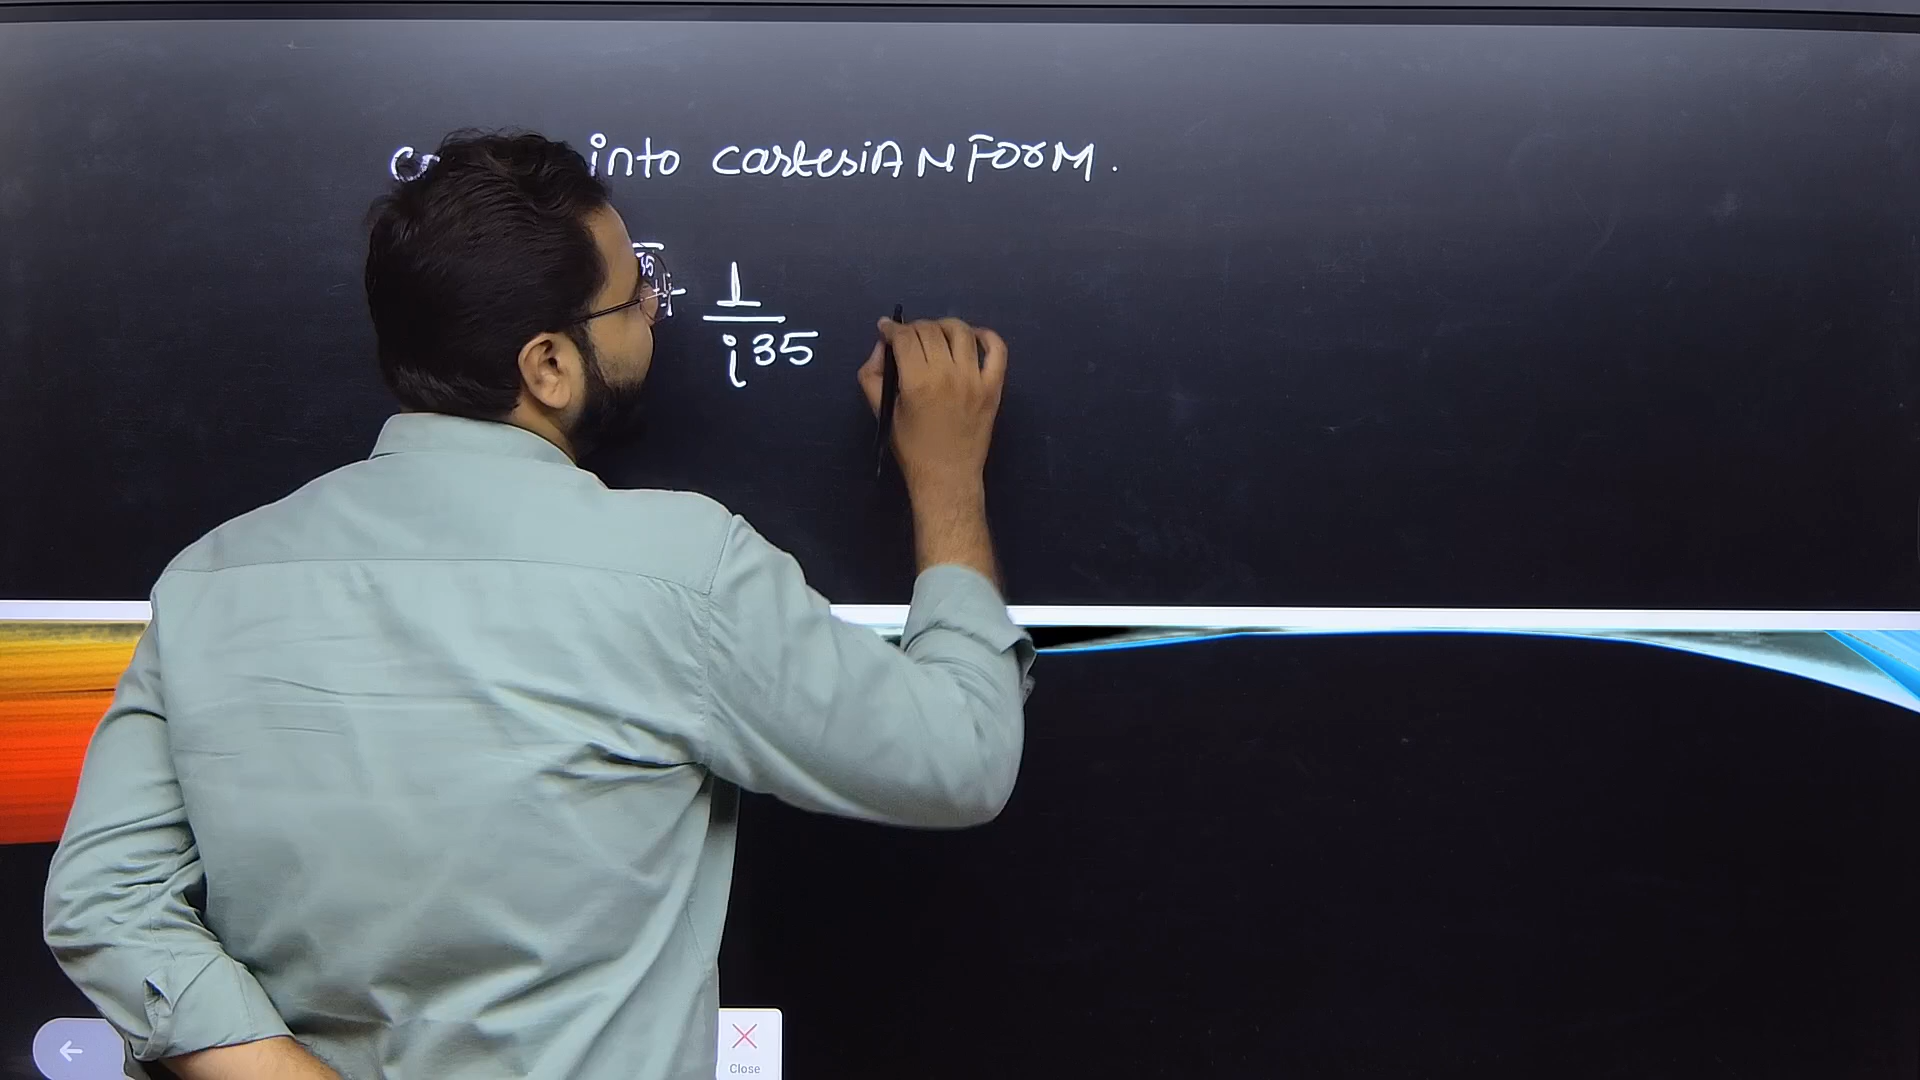 into cartesiAN ForM.
+ 1
i35
Close